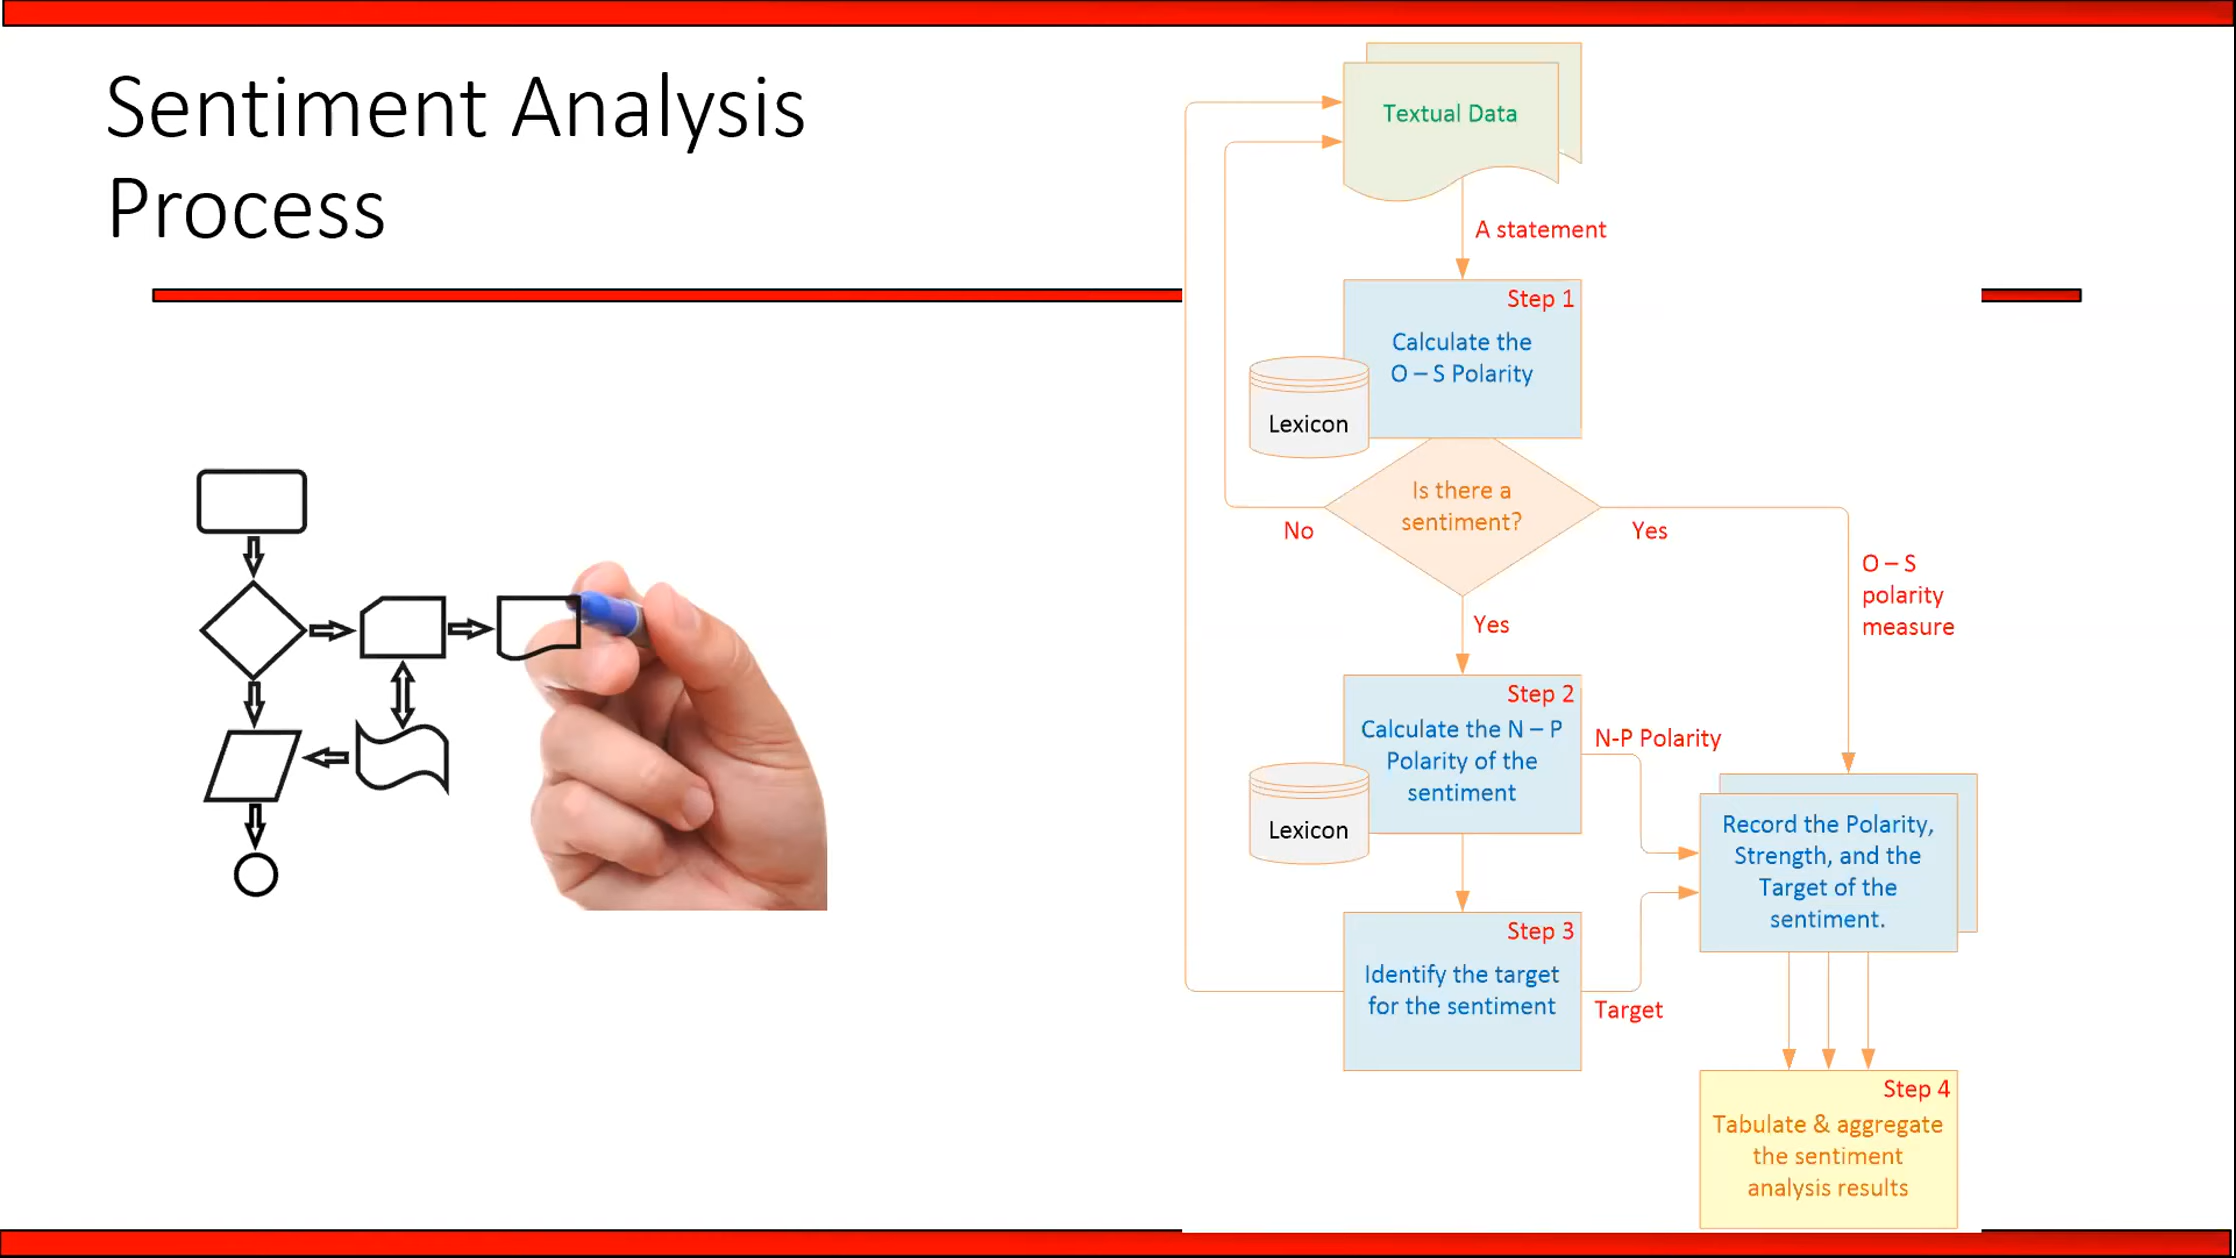 Sentiment Analysis
Process
Textual Data
A statement
Step 1
Calculate the
O – S Polarity
Lexicon
Is there a
sentiment?
No
Yes
O – S
polarity
measure
Yes
Step 2
Calculate the N – P
Polarity of the
sentiment
N-P Polarity
Lexicon
Record the Polarity,
Strength, and the
Target of the
sentiment.
Step 3
Identify the target
for the sentiment
Target
Step 4
Tabulate & aggregate
the sentiment
analysis results